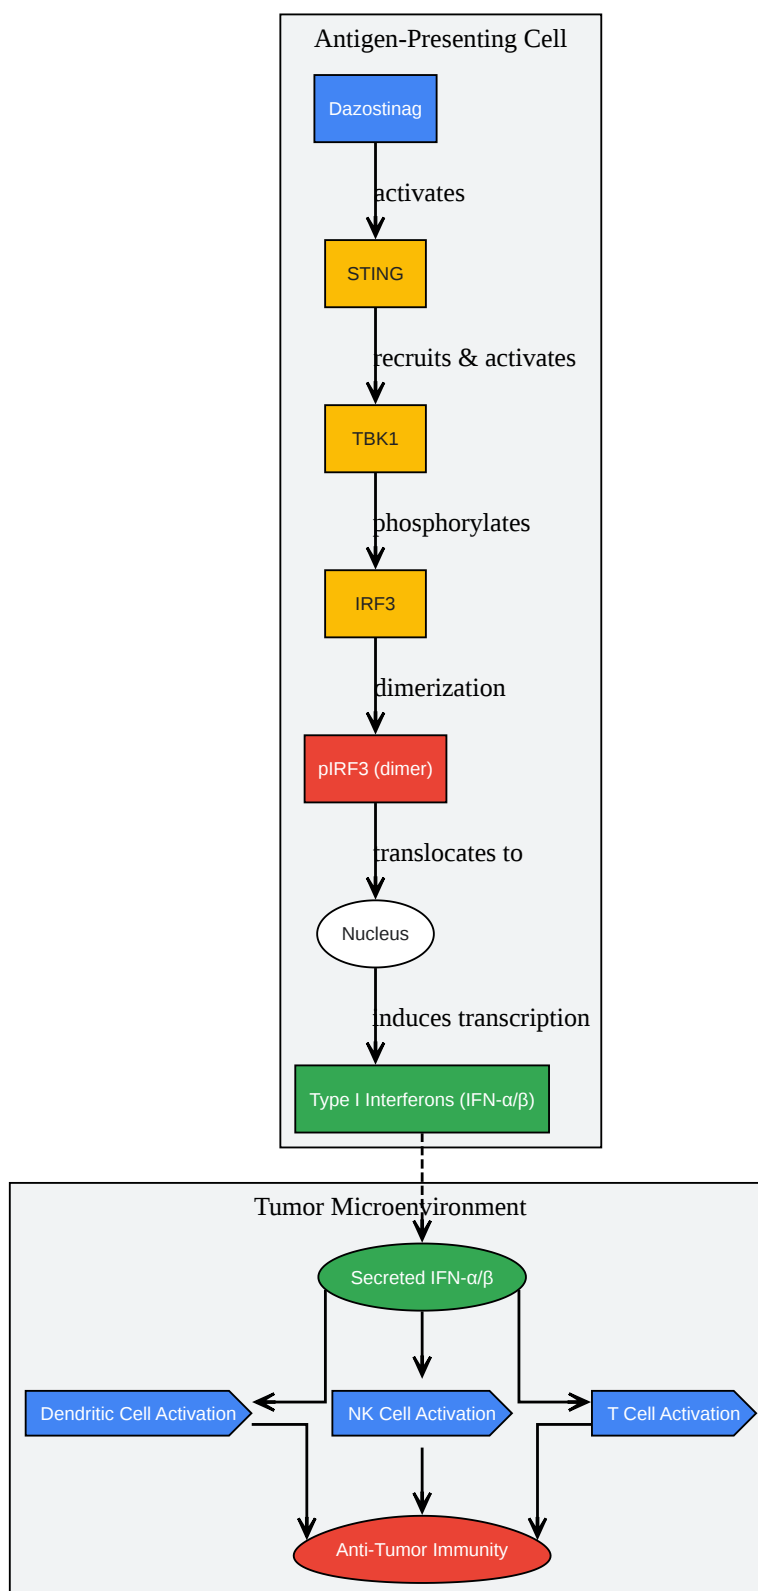 Antigen-Presenting Cell
Dazostinag
activates
STING
recruits & activates
TBK1
phosphorylates
IRF3
dimerization
pIRF3 (dimer)
translocates to
Nucleus
induces transcription
Type I Interferons (IFN-α/β)
Tumor Microenvironment
Secreted IFN-α/β
Dendritic Cell Activation
NK Cell Activation
T Cell Activation
Anti-Tumor Immunity